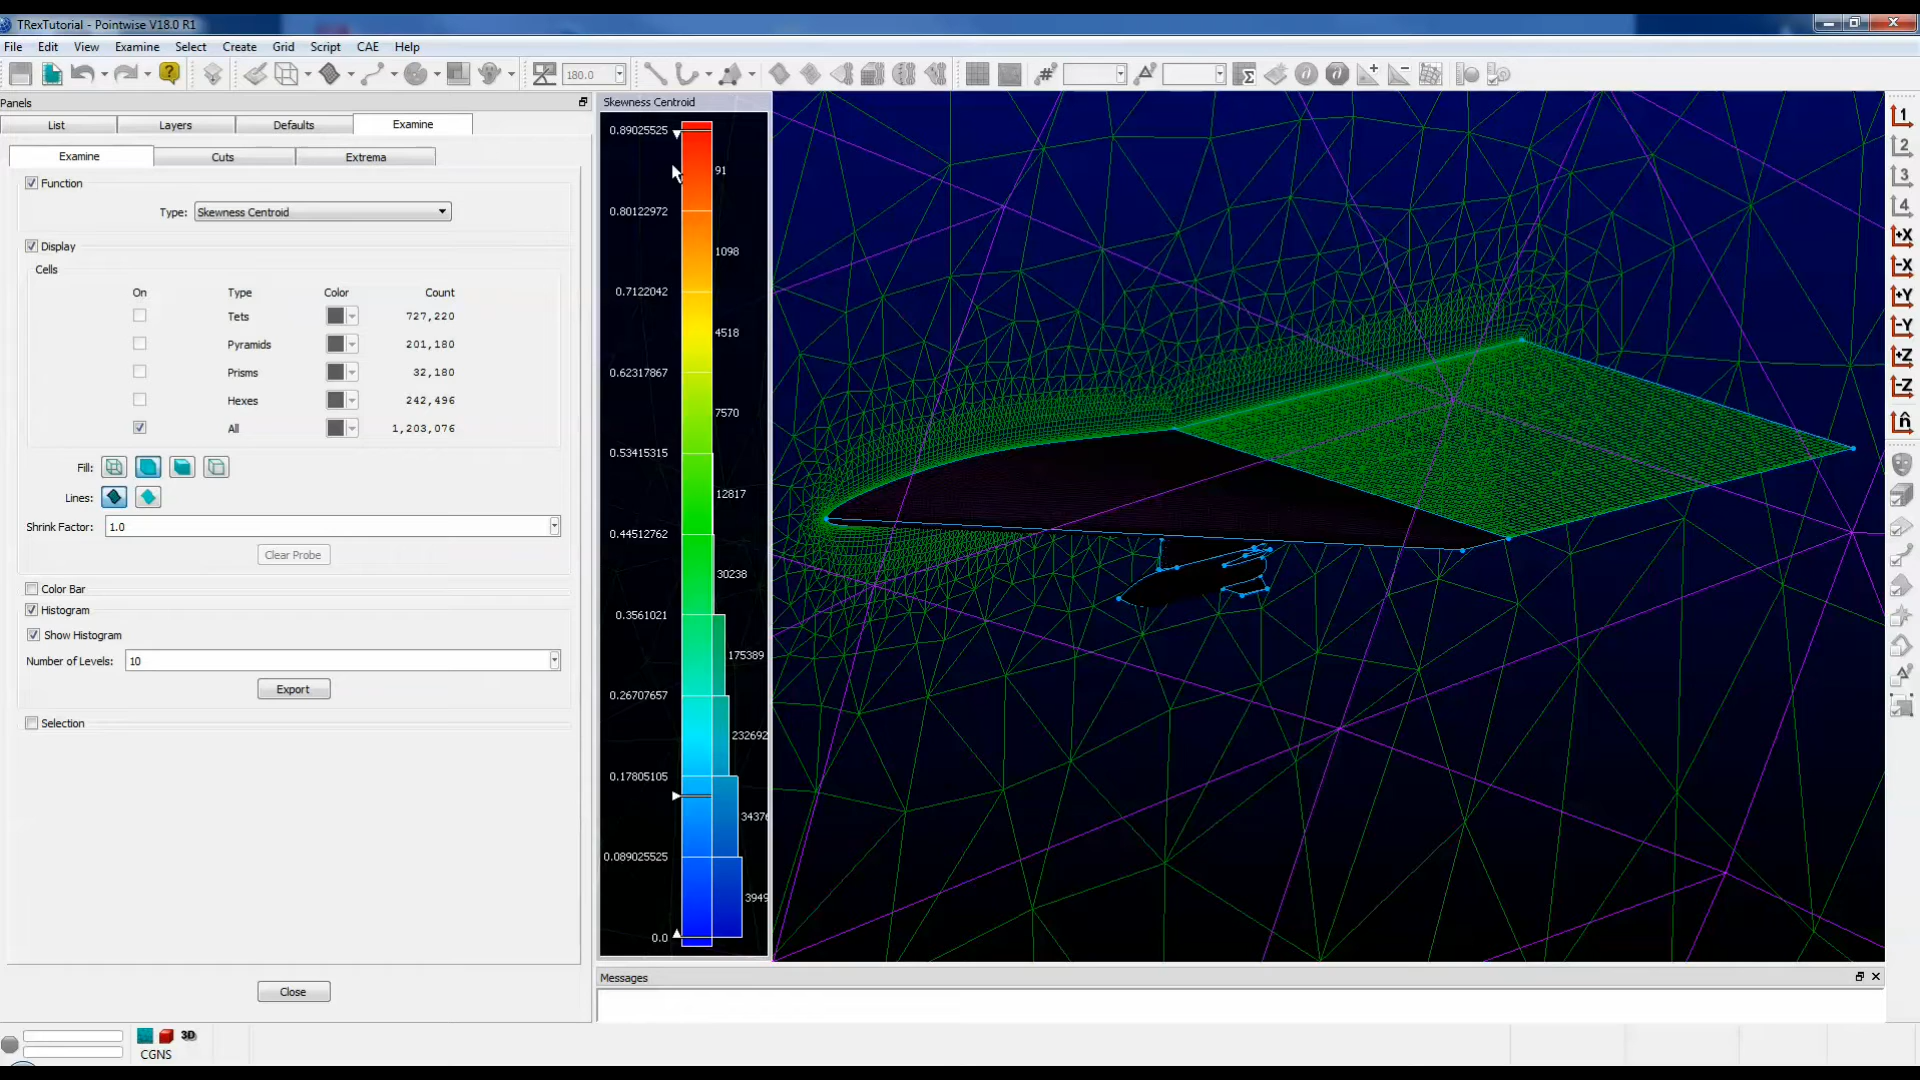 TRexTutorial - Pointwise V18.0 R1
File Edit View Examine Select Create Grid Script CAE Help
180.0
Panels
List Layers Defaults Examine
Examine Cuts Extrema
Function
Type: Skewness Centroid
Display
Cells
On Type Color Count
Tets 727,220
Pyramids 201,180
Prisms 32,180
Hexes 242,496
All 1,203,076
Fill:
Lines:
Shrink Factor: 1.0
Clear Probe
Color Bar
Histogram
Show Histogram
Number of Levels: 10
Export
Selection
Close
CGNS
3D
Skewness Centroid
0.89025525
91
0.80122972
1098
0.7122042
4518
0.62317867
7570
0.53415315
12817
0.44512762
30238
0.3561021
175389
0.26707657
232692
0.17805105
3437
0.089025525
3949
0.0
Messages
1
2
3
4
+X
-X
+Y
-Y
+Z
-Z
n̂